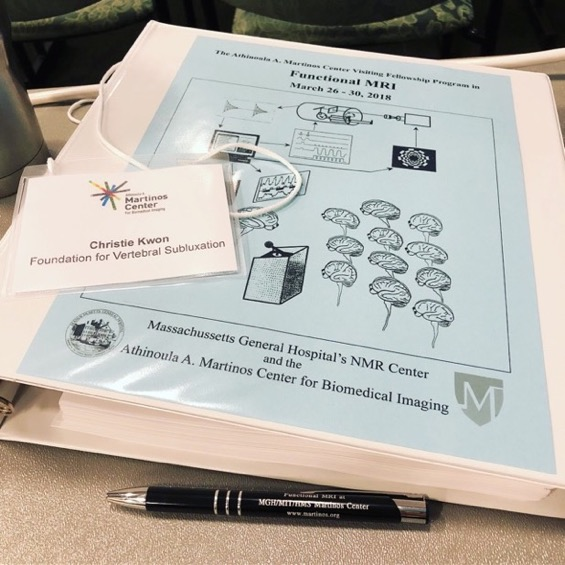 The Athinoula A. Martinos Center Visiting Fellowship Program in
Functional MRI
March 26 - 30, 2018
Athinoula A.
Martinos
Center
for Biomedical Imaging
Christie Kwon
Foundation for Vertebral Subluxation
Massachussetts General Hospital's NMR Center
and the
Athinoula A. Martinos Center for Biomedical Imaging
M
Functional MRI at
MGH/MIT/HMS Martinos Center
www.martinos.org